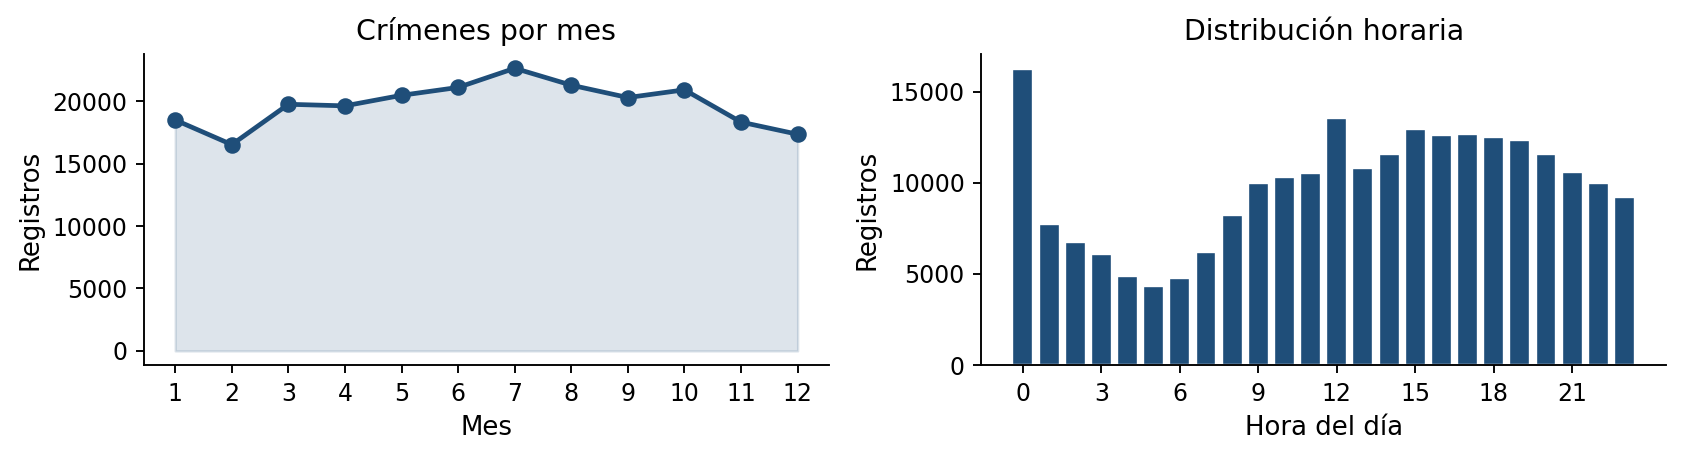 Crímenes por mes
Registros
20000
15000
10000
5000
0
1 2 3 4 5 6 7 8 9 10 11 12
Mes
Distribución horaria
Registros
15000
10000
5000
0
0 3 6 9 12 15 18 21
Hora del día